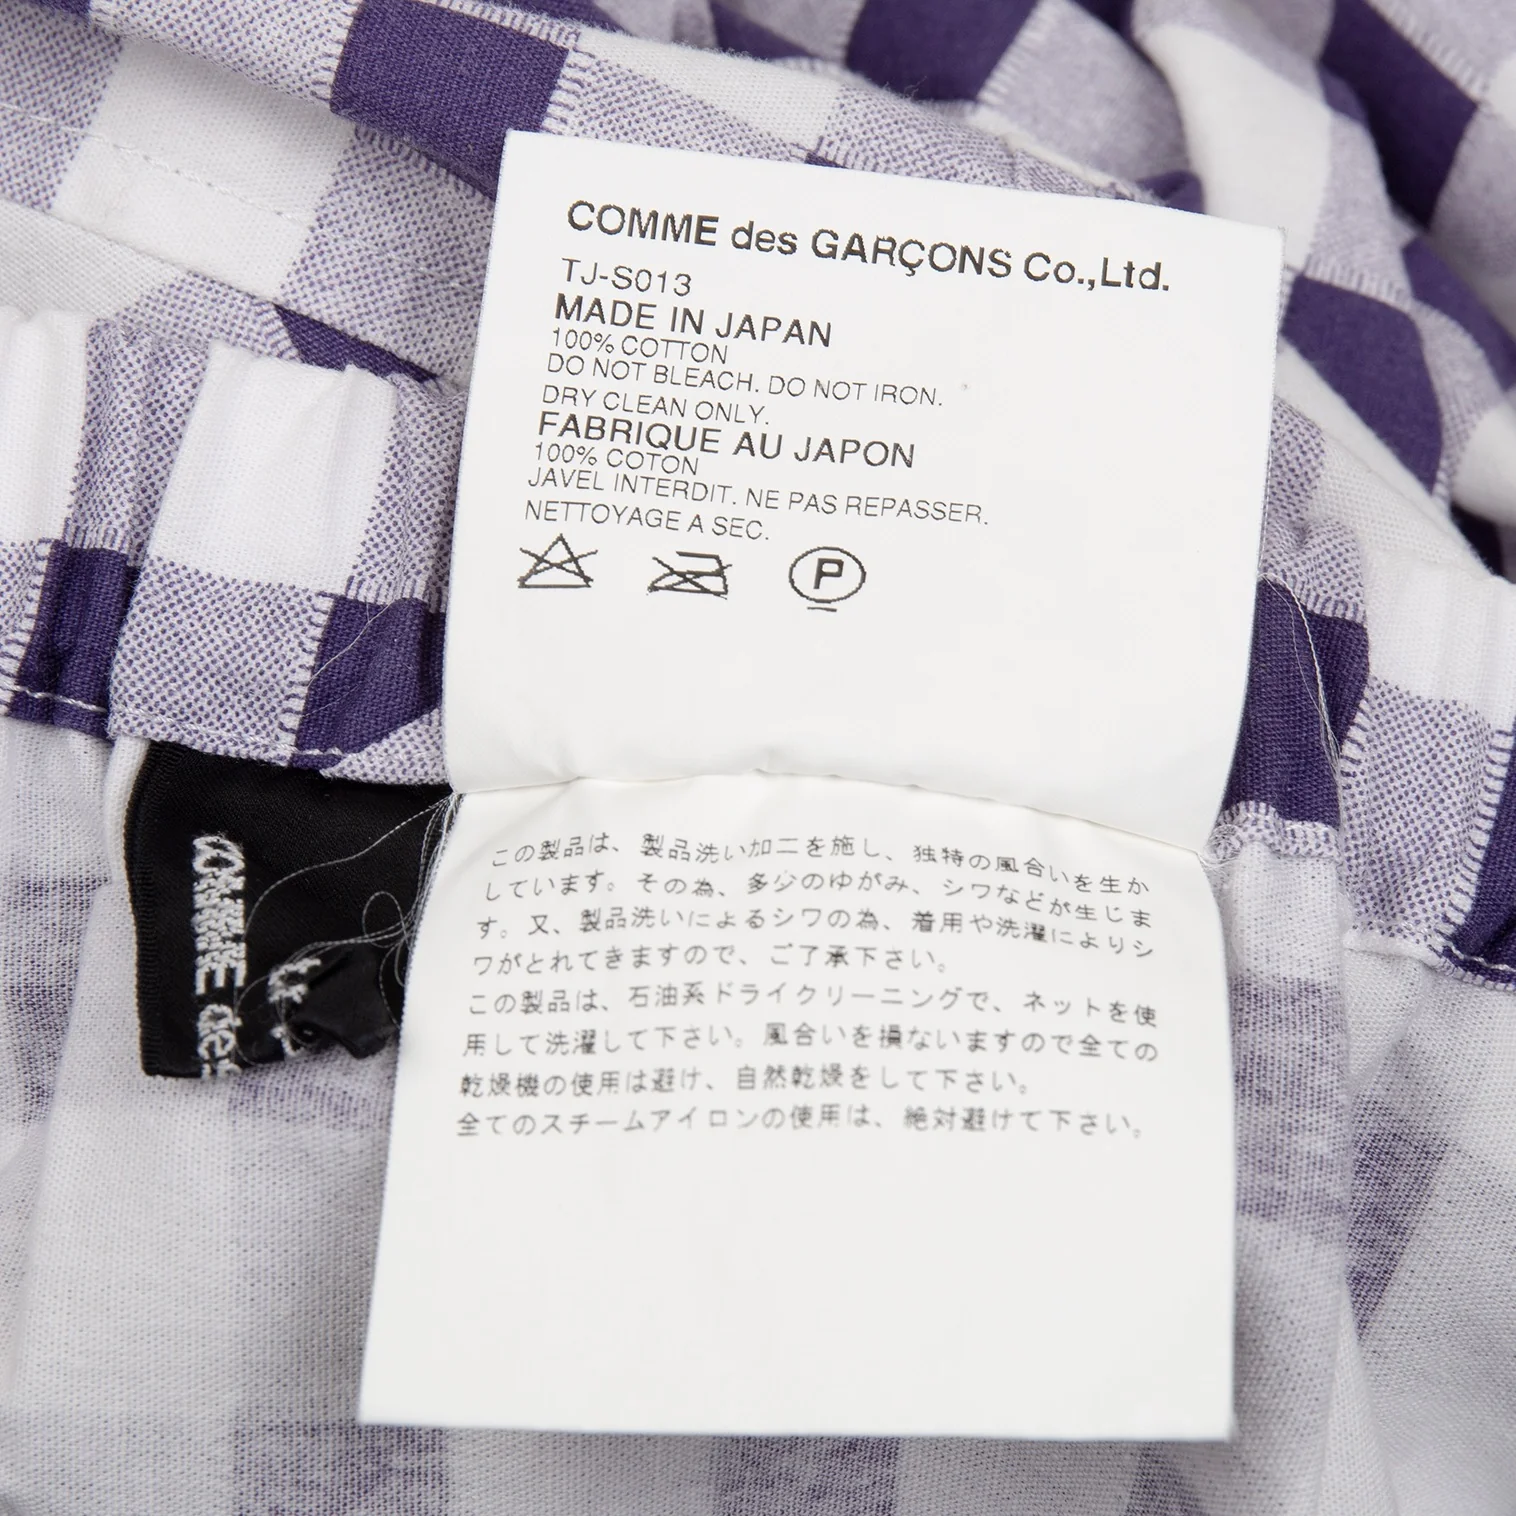 COMME des GARÇONS Co.,Ltd.
TJ-S013
MADE IN JAPAN
100% COTTON
DO NOT BLEACH. DO NOT IRON.
DRY CLEAN ONLY.
FABRIQUE AU JAPON
100% COTON
JAVEL INTERDIT. NE PAS REPASSER.
NETTOYAGE A SEC.
P
この製品は、製品洗い加工を施し、独特の風合いを生か
しています。その為、多少のゆがみ、シワなどが生じま
す。又、製品洗いによるシワの為、着用や洗濯によりシ
ワがとれてきますので、ご了承下さい。
この製品は、石油系ドライクリーニングで、ネットを使
用して洗濯して下さい。風合いを損ないますので全ての
乾燥機の使用は避け、自然乾燥をして下さい。
全てのスチームアイロンの使用は、絶対避けて下さい。
COMME des